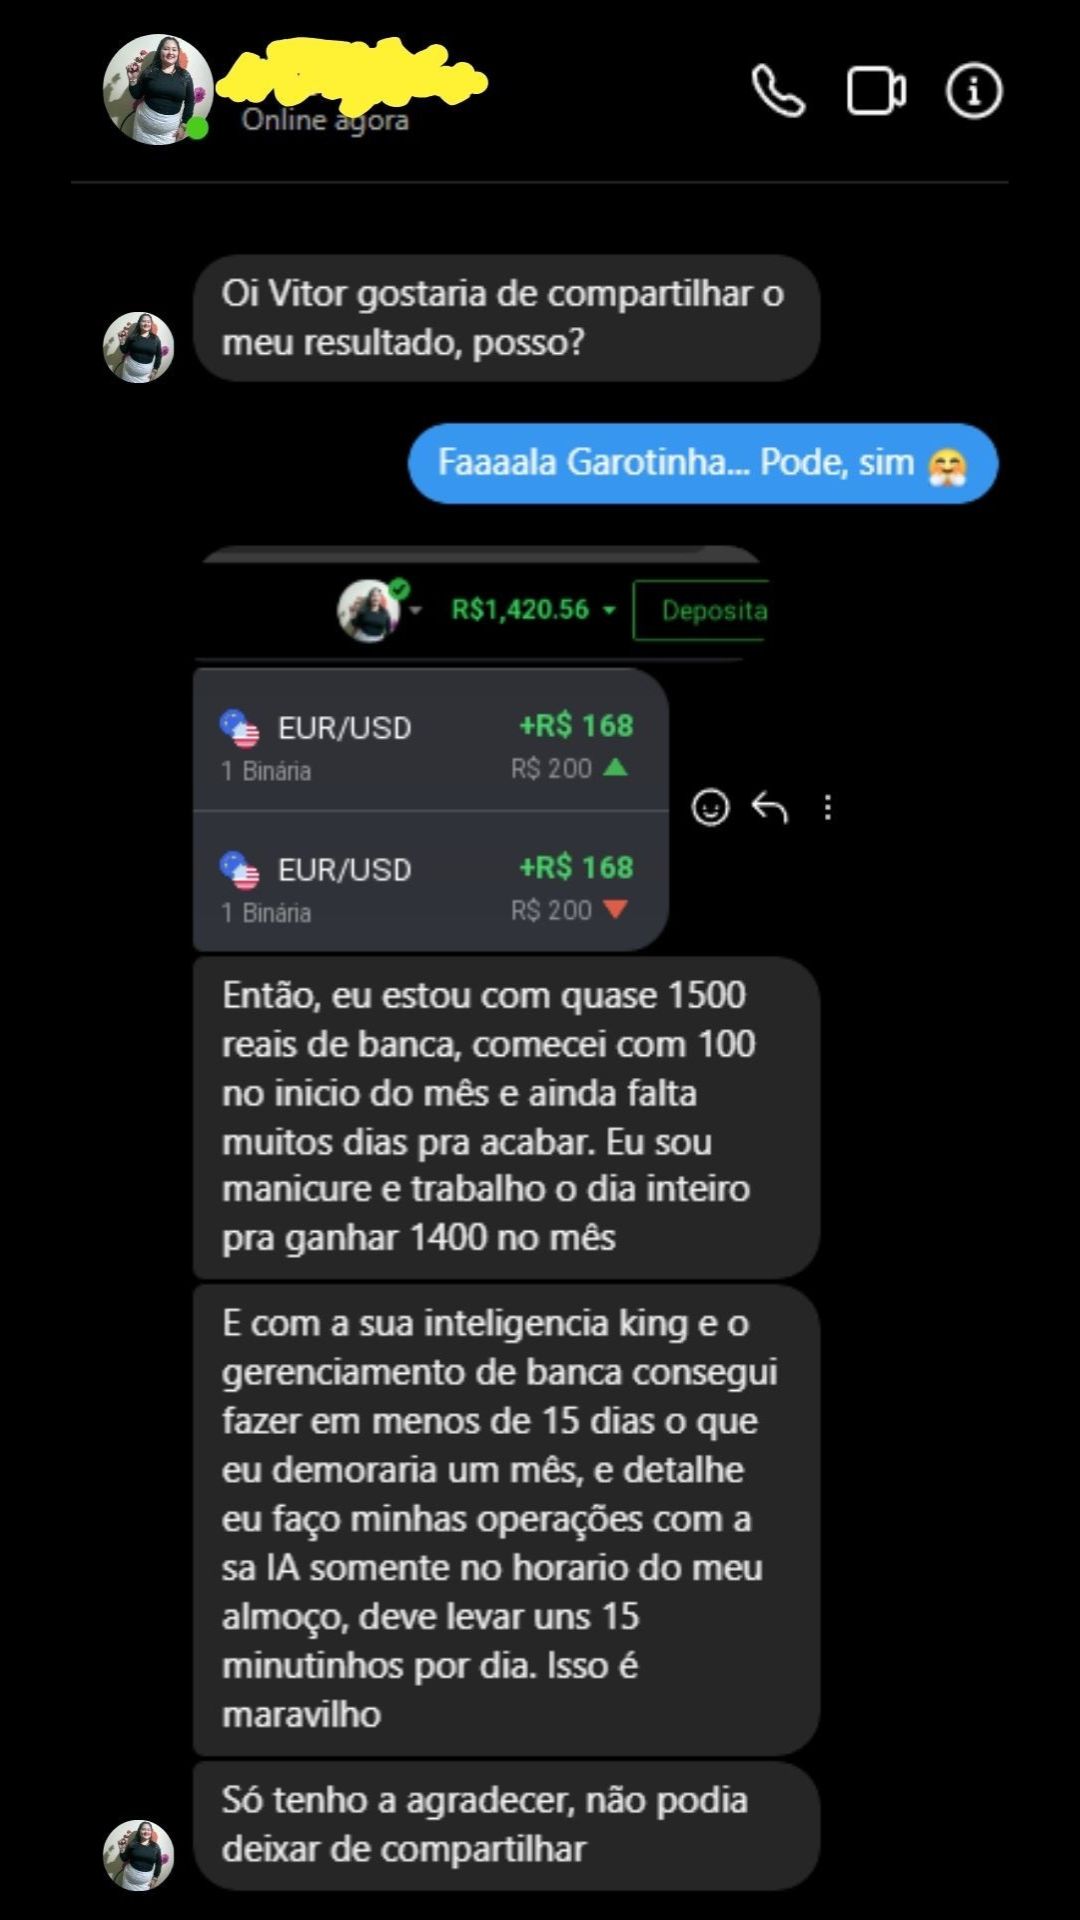 Online agora
Oi Vitor gostaria de compartilhar o
meu resultado, posso?
Faaaala Garotinha... Pode, sim 🤗
R$1,420.56
Deposita
EUR/USD +R$ 168
1 Binária R$ 200
EUR/USD +R$ 168
1 Binária R$ 200
Então, eu estou com quase 1500
reais de banca, comecei com 100
no inicio do mês e ainda falta
muitos dias pra acabar. Eu sou
manicure e trabalho o dia inteiro
pra ganhar 1400 no mês
E com a sua inteligencia king e o
gerenciamento de banca consegui
fazer em menos de 15 dias o que
eu demoraria um mês, e detalhe
eu faço minhas operações com a
sa IA somente no horario do meu
almoço, deve levar uns 15
minutinhos por dia. Isso é
maravilho
Só tenho a agradecer, não podia
deixar de compartilhar